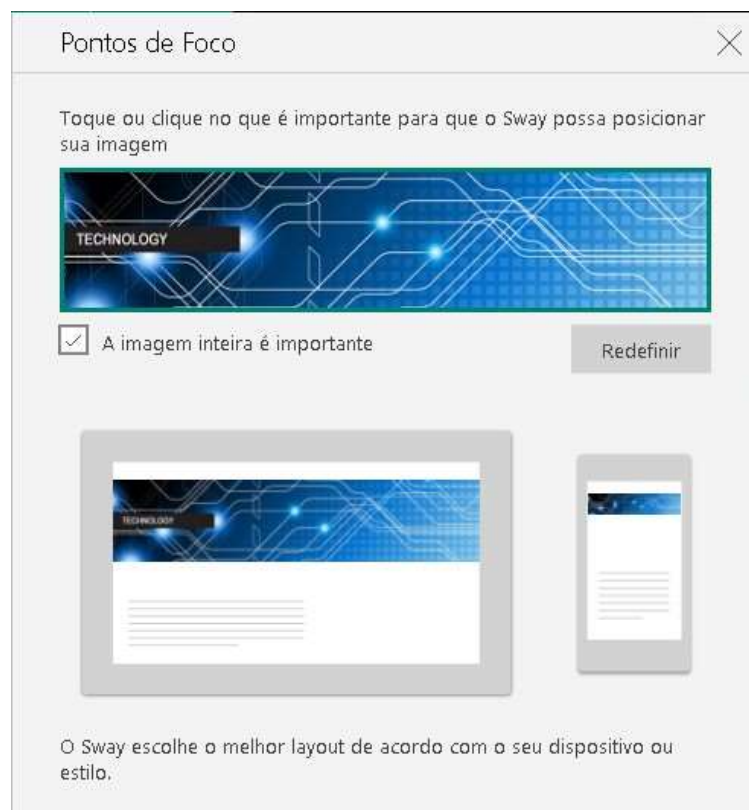 Pontos de Foco
Toque ou clique no que é importante para que o Sway possa posicionar
sua imagem
TECHNOLOGY
A imagem inteira é importante
Redefinir
TECHNOLOGY
O Sway escolhe o melhor layout de acordo com o seu dispositivo ou
estilo.